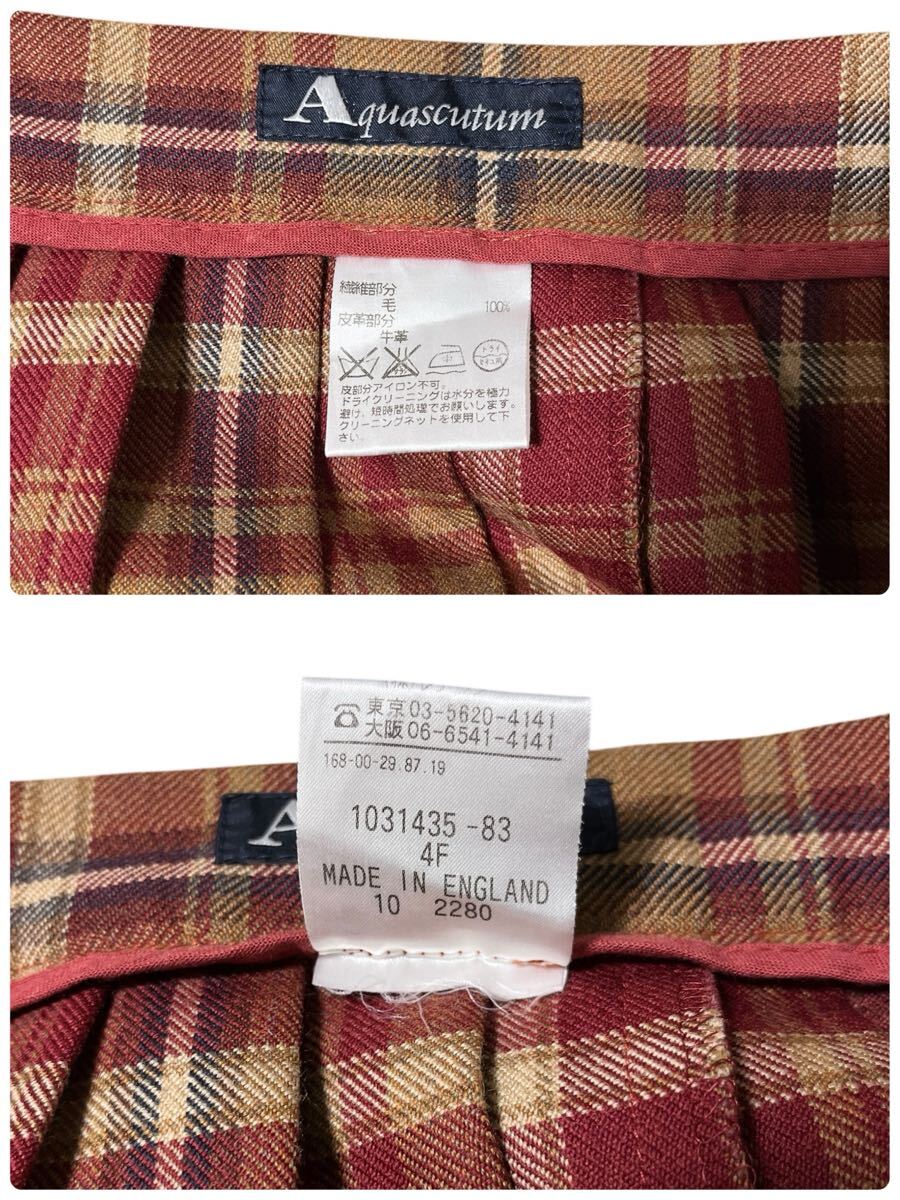 Aquascutum
繊維部分
毛 100%
皮革部分
牛革
ドライ
皮部分アイロン不可。
ドライクリーニングは水分を極力
避け、短時間処理でお願いします。
クリーニングネットを使用して下
さい。
☎ 東京 03-5620-4141
大阪 06-6541-4141
168-00-29.87.19
1031435-83
4F
MADE IN ENGLAND
10 2280
A